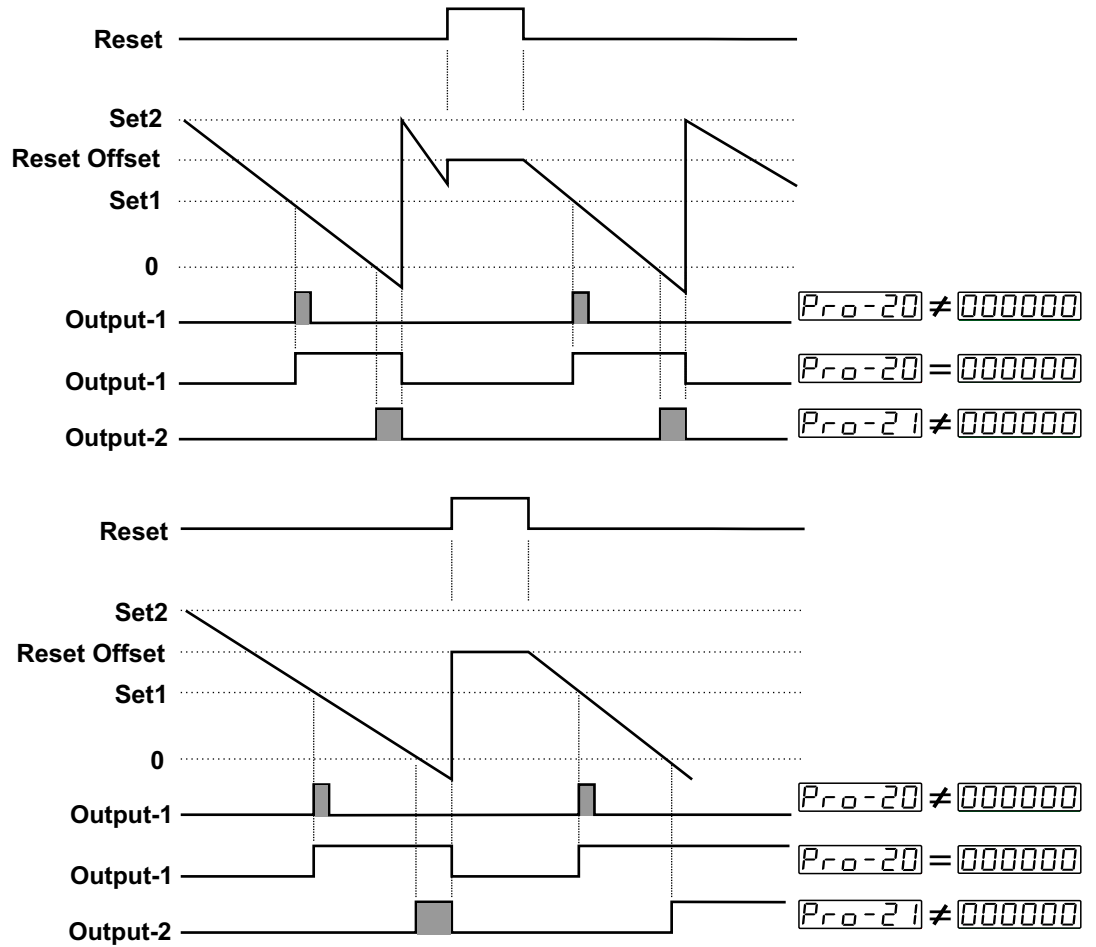 Reset
Set2
Reset Offset
Set1
0
Output-1 Pro-20 ≠ 000000
Output-1 Pro-20 = 000000
Output-2 Pro-21 ≠ 000000
Reset
Set2
Reset Offset
Set1
0
Output-1 Pro-20 ≠ 000000
Output-1 Pro-20 = 000000
Output-2 Pro-21 ≠ 000000